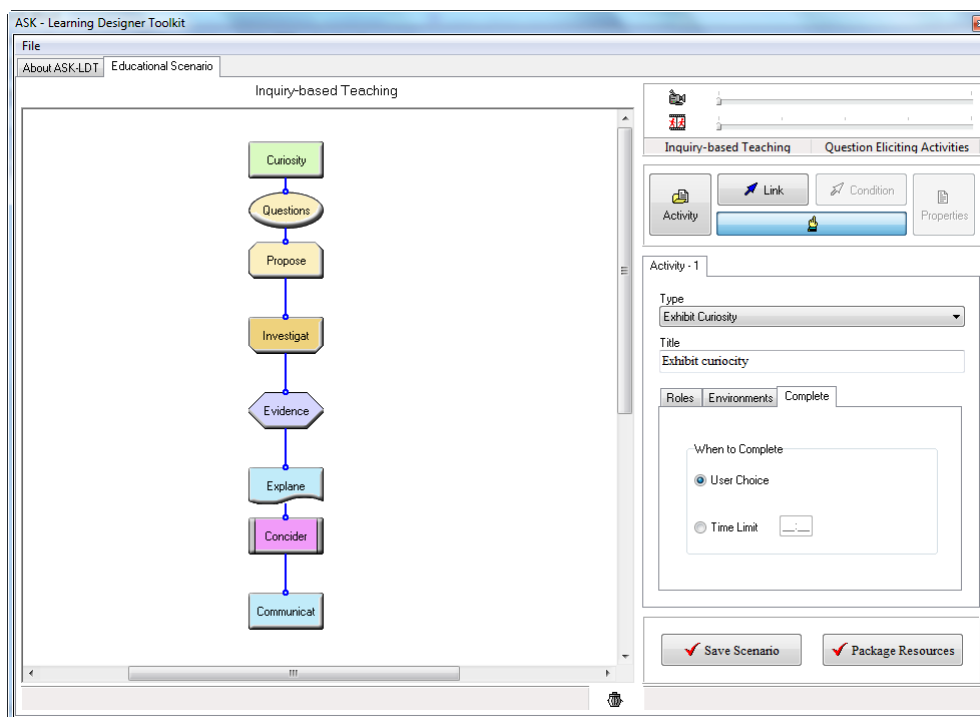 ASK - Learning Designer Toolkit
File
About ASK-LDT Educational Scenario
Inquiry-based Teaching
Curiosity
Questions
Propose
Investigat
Evidence
Explane
Concider
Communicat
Inquiry-based Teaching Question Eliciting Activities
Activity
Link
Condition
Properties
Activity - 1
Type
Exhibit Curiosity
Title
Exhibit curiocity
Roles Environments Complete
When to Complete
User Choice
Time Limit __:__
Save Scenario Package Resources